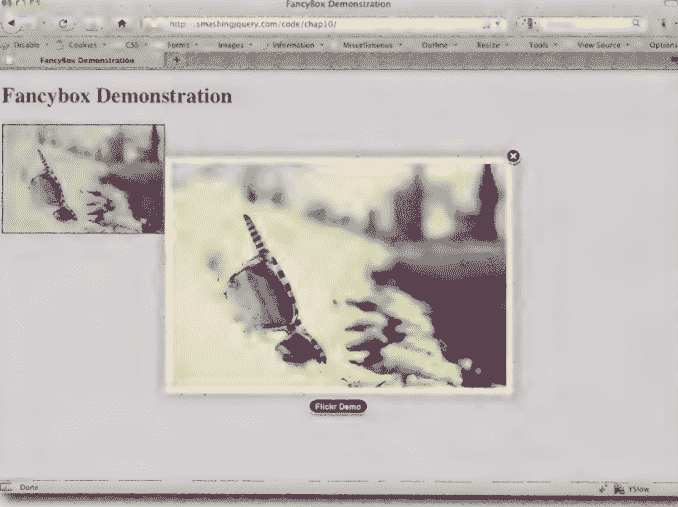 FancyBox Demonstration
http://smashingjquery.com/code/chap10/
Disable Cookies CSS Forms Images Information Miscellaneous Outline Resize Tools View Source Options
FancyBox Demonstration
Fancybox Demonstration
Flickr Demo
Done YSlow